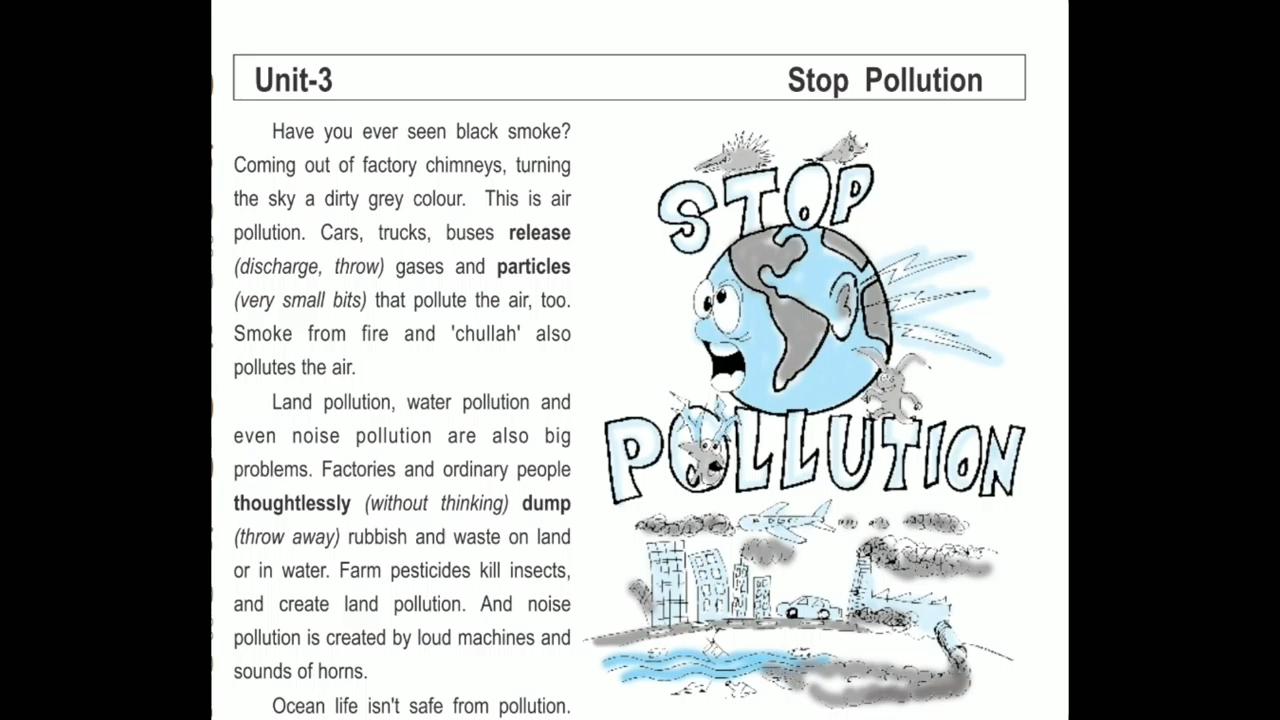 Unit-3 Stop Pollution
Have you ever seen black smoke?
Coming out of factory chimneys, turning
the sky a dirty grey colour. This is air
pollution. Cars, trucks, buses release
(discharge, throw) gases and particles
(very small bits) that pollute the air, too.
Smoke from fire and 'chullah' also
pollutes the air.
Land pollution, water pollution and
even noise pollution are also big
problems. Factories and ordinary people
thoughtlessly (without thinking) dump
(throw away) rubbish and waste on land
or in water. Farm pesticides kill insects,
and create land pollution. And noise
pollution is created by loud machines and
sounds of horns.
Ocean life isn't safe from pollution.
STOP
POLLUTION